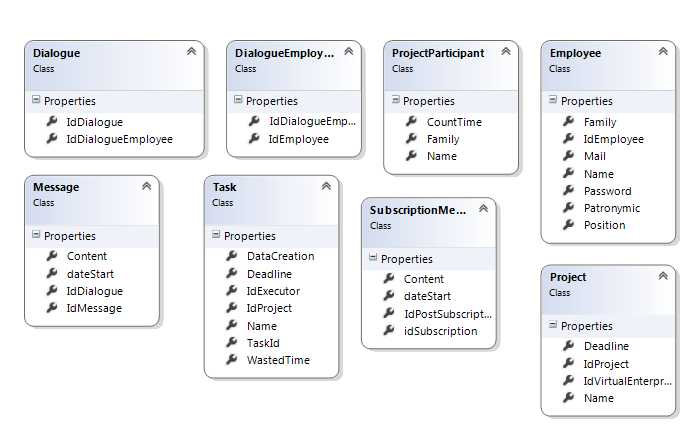 Dialogue
Class
Properties
IdDialogue
IdDialogueEmployee
DialogueEmploy...
Class
Properties
IdDialogueEmp...
IdEmployee
ProjectParticipant
Class
Properties
CountTime
Family
Name
Employee
Class
Properties
Family
IdEmployee
Mail
Name
Password
Patronymic
Position
Message
Class
Properties
Content
dateStart
IdDialogue
IdMessage
Task
Class
Properties
DataCreation
Deadline
IdExecutor
IdProject
Name
TaskId
WastedTime
SubscriptionMe...
Class
Properties
Content
dateStart
IdPostSubscript...
idSubscription
Project
Class
Properties
Deadline
IdProject
IdVirtualEnterpr...
Name